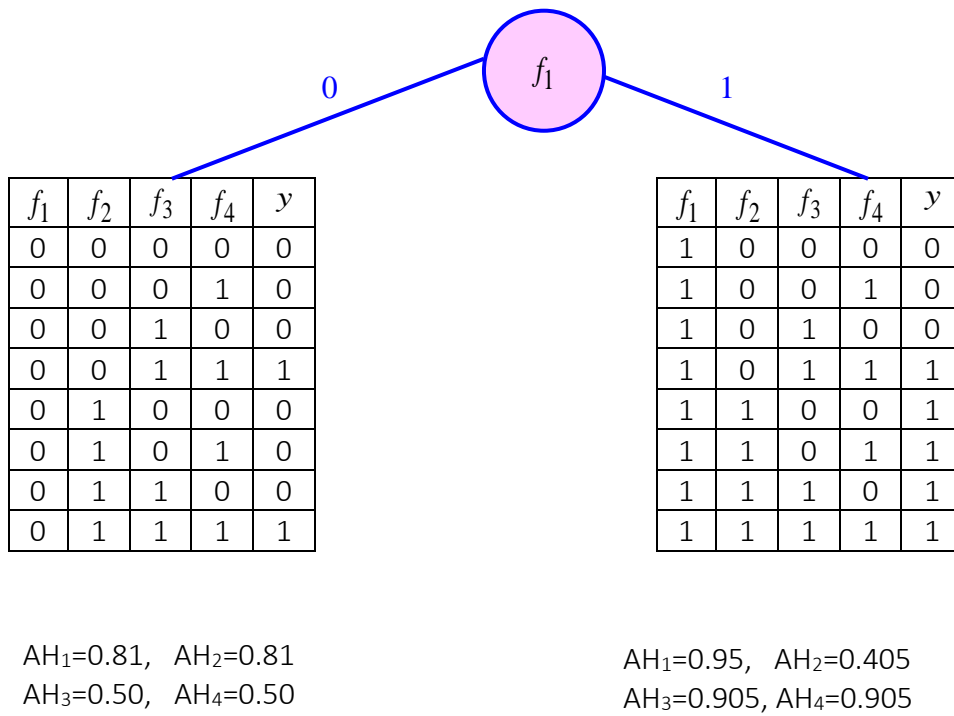 f1
0 1
f1 f2 f3 f4 y
0 0 0 0 0
0 0 0 1 0
0 0 1 0 0
0 0 1 1 1
0 1 0 0 0
0 1 0 1 0
0 1 1 0 0
0 1 1 1 1
f1 f2 f3 f4 y
1 0 0 0 0
1 0 0 1 0
1 0 1 0 0
1 0 1 1 1
1 1 0 0 1
1 1 0 1 1
1 1 1 0 1
1 1 1 1 1
AH1=0.81, AH2=0.81
AH3=0.50, AH4=0.50
AH1=0.95, AH2=0.405
AH3=0.905, AH4=0.905